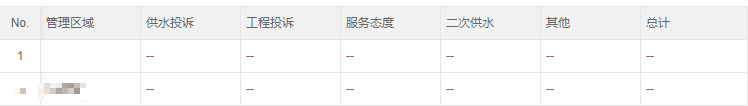 No. 管理区域 供水投诉 工程投诉 服务态度 二次供水 其他 总计
1 -- -- -- -- -- --
-- -- -- -- -- --